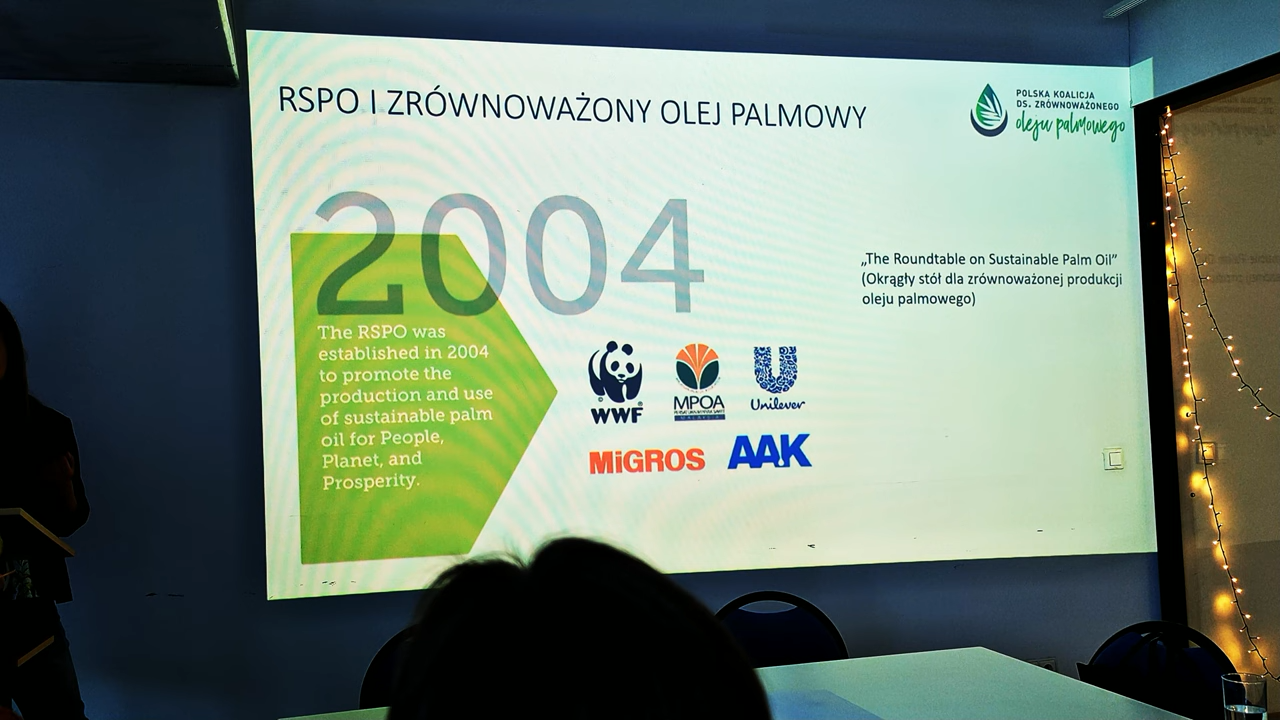 RSPO I ZRÓWNOWAŻONY OLEJ PALMOWY
POLSKA KOALICJA
DS. ZRÓWNOWAŻONEGO
oleju palmowego
2004
The RSPO was
established in 2004
to promote the
production and use
of sustainable palm
oil for People,
Planet, and
Prosperity.
„The Roundtable on Sustainable Palm Oil”
(Okrągły stół dla zrównoważonej produkcji
oleju palmowego)
WWF
MPOA
Unilever
MiGROS
AAK